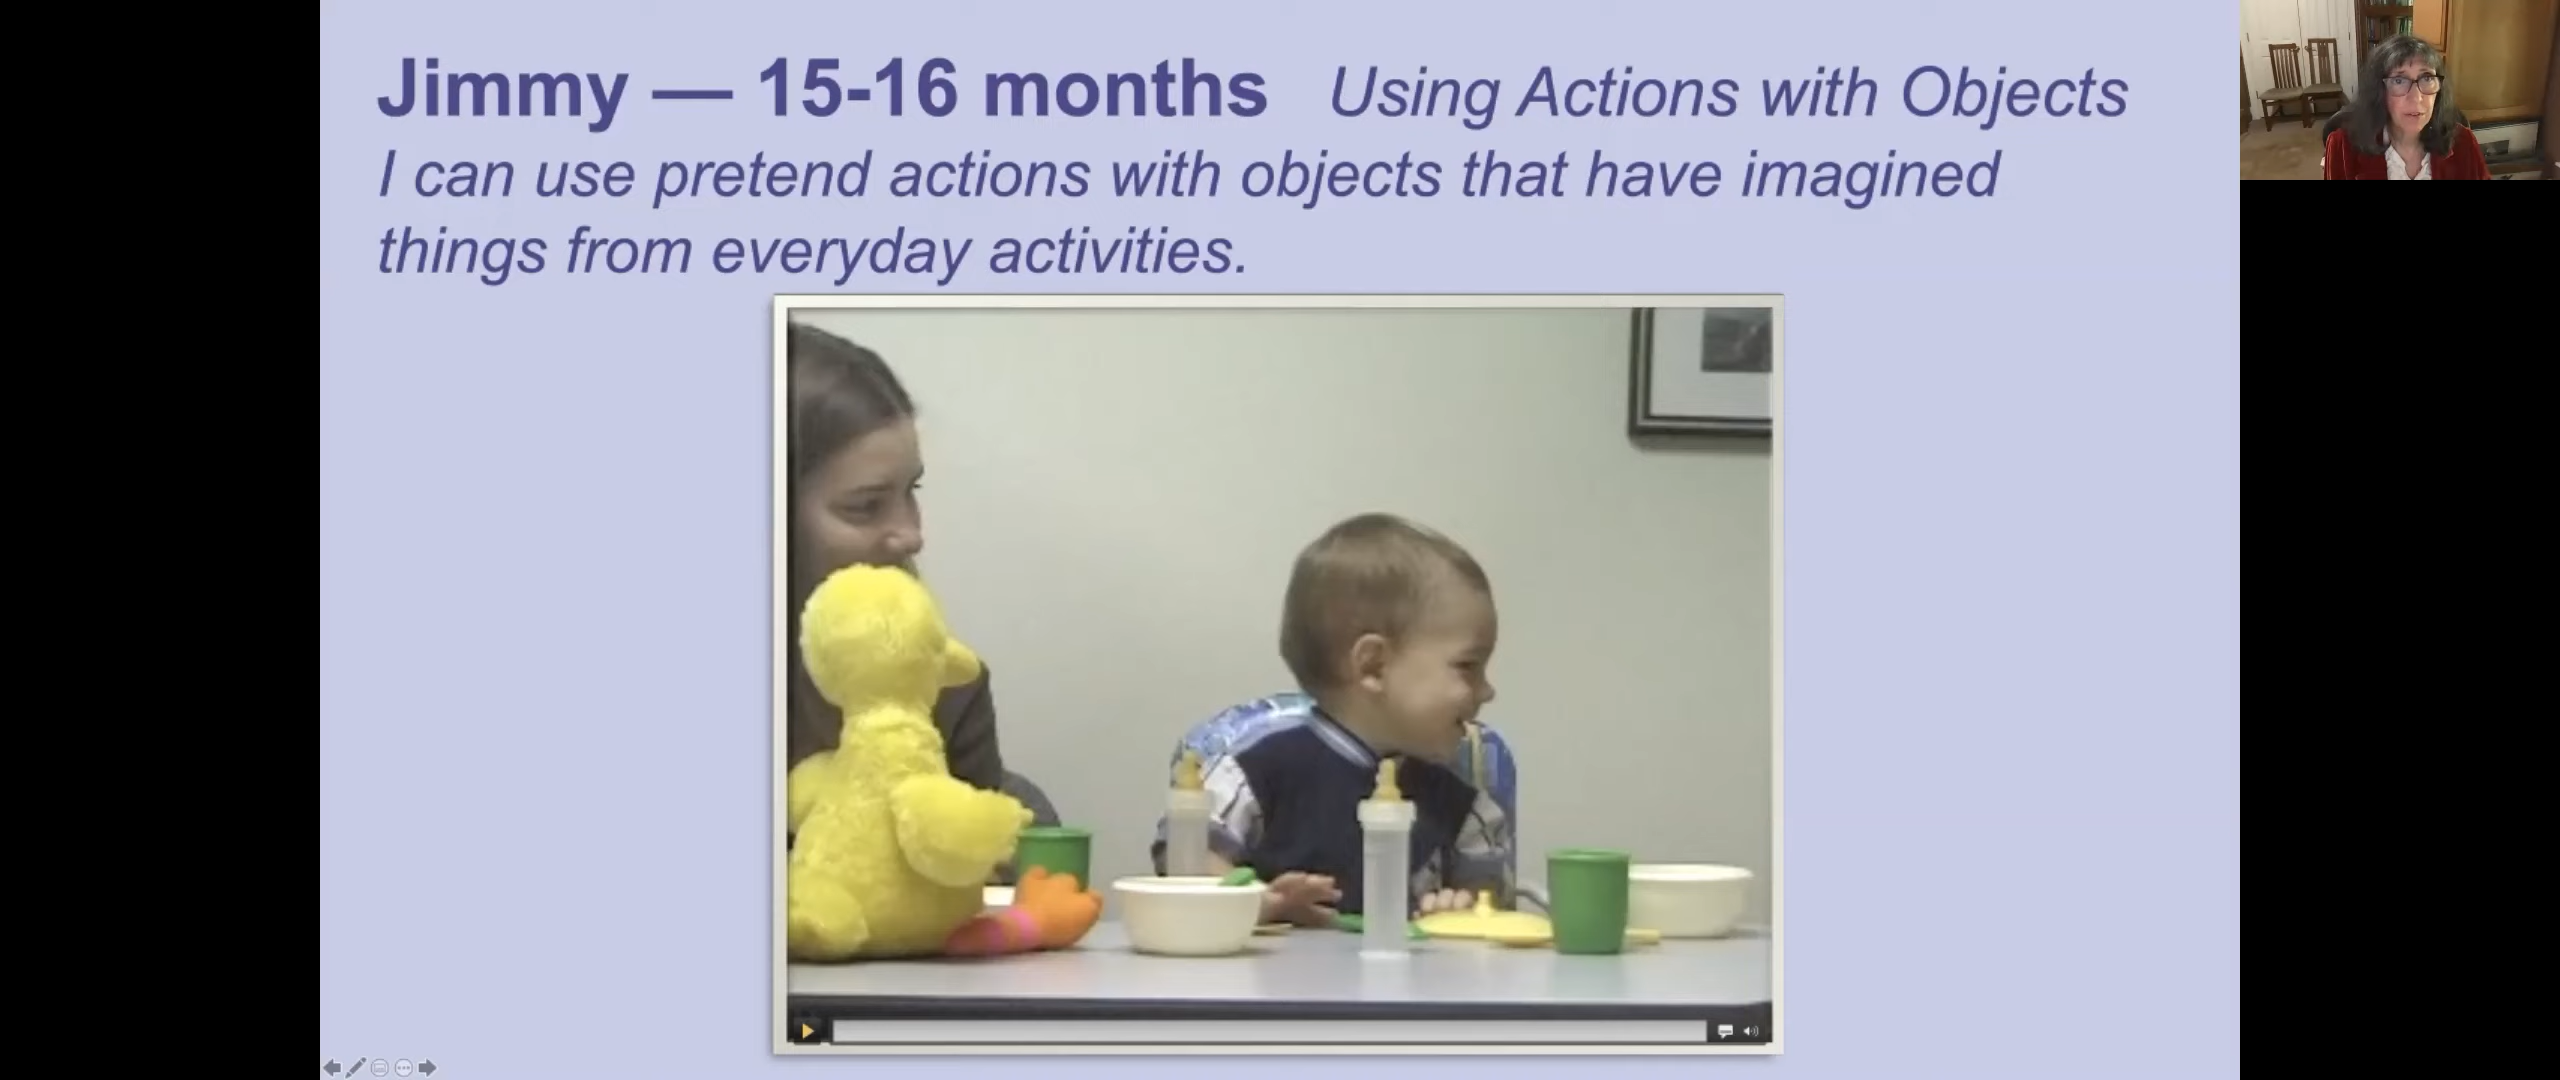 Jimmy — 15-16 months Using Actions with Objects
I can use pretend actions with objects that have imagined
things from everyday activities.